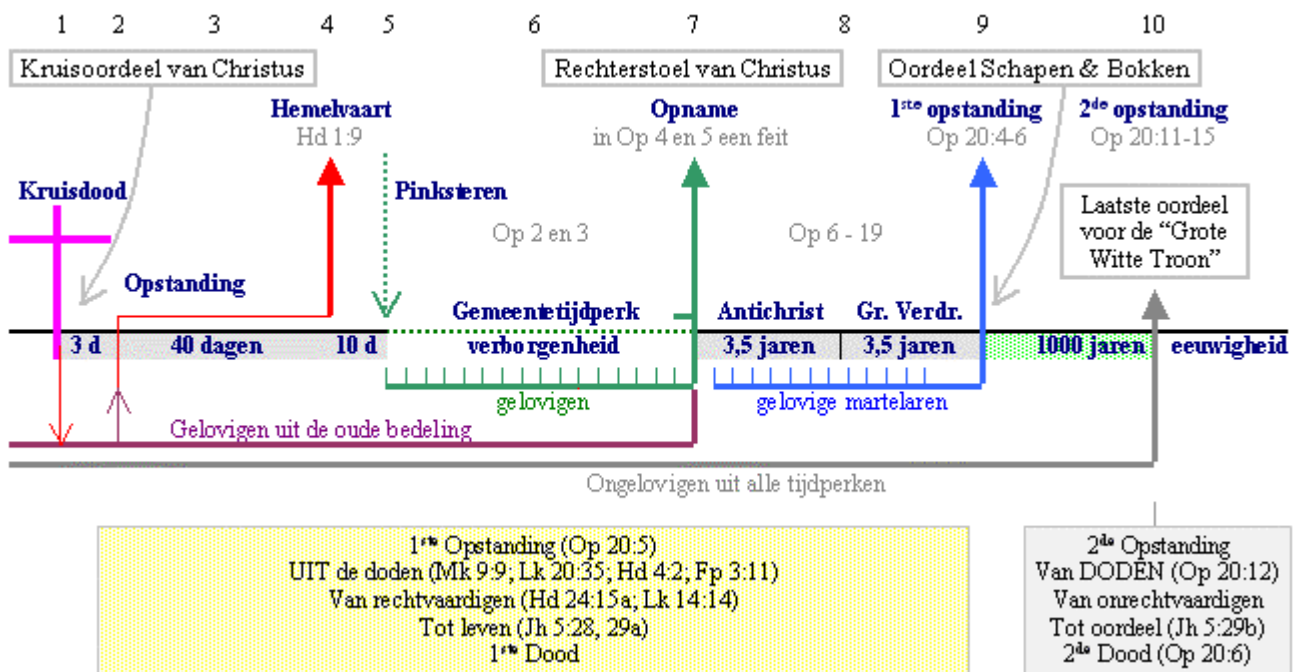 1 2 3 4 5 6 7 8 9 10
Kruisoordeel van Christus
Rechterstoel van Christus
Oordeel Schapen & Bokken
Hemelvaart
Hd 1:9
Opname
in Op 4 en 5 een feit
1ste opstanding
Op 20:4-6
2de opstanding
Op 20:11-15
Kruisdood
Pinksteren
Op 2 en 3
Op 6 - 19
Laatste oordeel
voor de “Grote
Witte Troon”
Opstanding
Gemeentetijdperk
Antichrist
Gr. Verdr.
3 d
40 dagen
10 d
verborgenheid
3,5 jaren
3,5 jaren
1000 jaren
eeuwigheid
gelovigen
gelovige martelaren
Gelovigen uit de oude bedeling
Ongelovigen uit alle tijdperken
1ste Opstanding (Op 20:5)
UIT de doden (Mk 9:9; Lk 20:35; Hd 4:2; Fp 3:11)
Van rechtvaardigen (Hd 24:15a; Lk 14:14)
Tot leven (Jh 5:28, 29a)
1ste Dood
2de Opstanding
Van DODEN (Op 20:12)
Van onrechtvaardigen
Tot oordeel (Jh 5:29b)
2de Dood (Op 20:6)